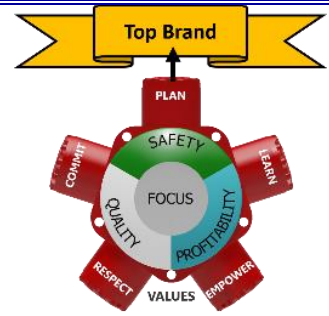 Top Brand
PLAN
COMMIT
SAFETY
LEARN
FOCUS
QUALITY
PROFITABILITY
RESPECT
VALUES
EMPOWER